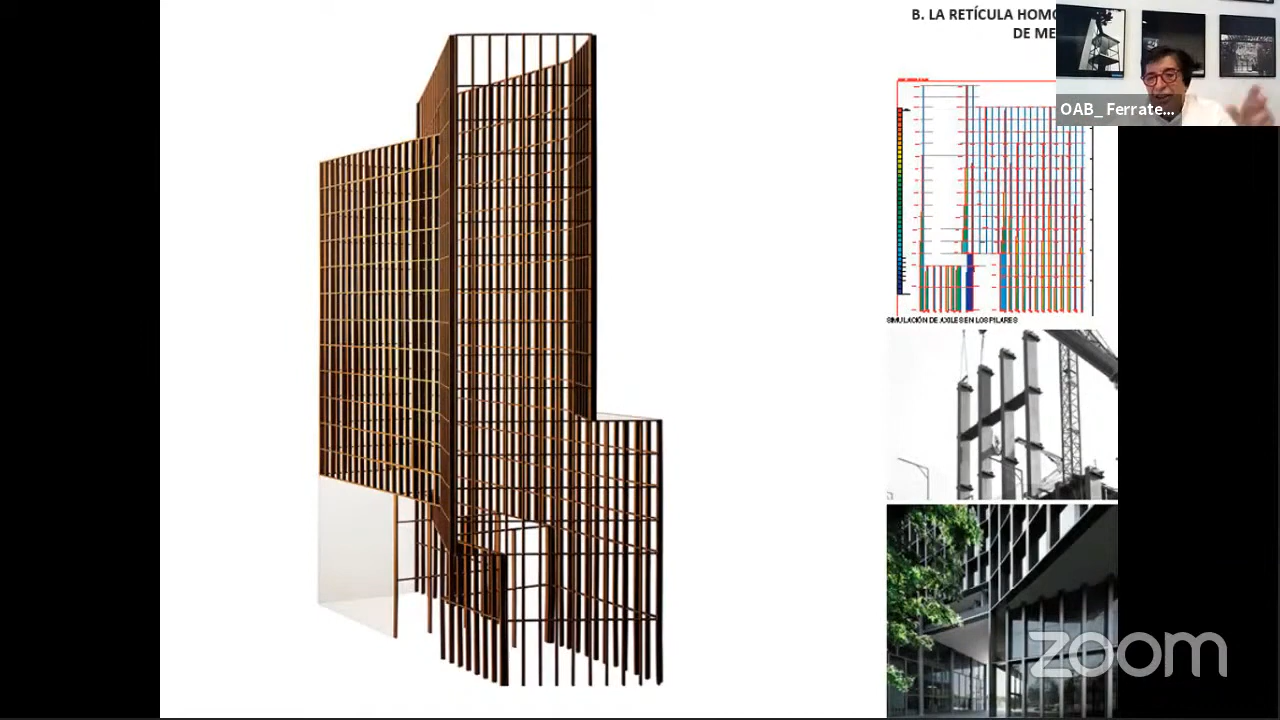 B. LA RETÍCULA HOMO
DE ME
OAB_ Ferrate...
SIMULACIÓN DE AXILES EN LOS PILARES
zoom